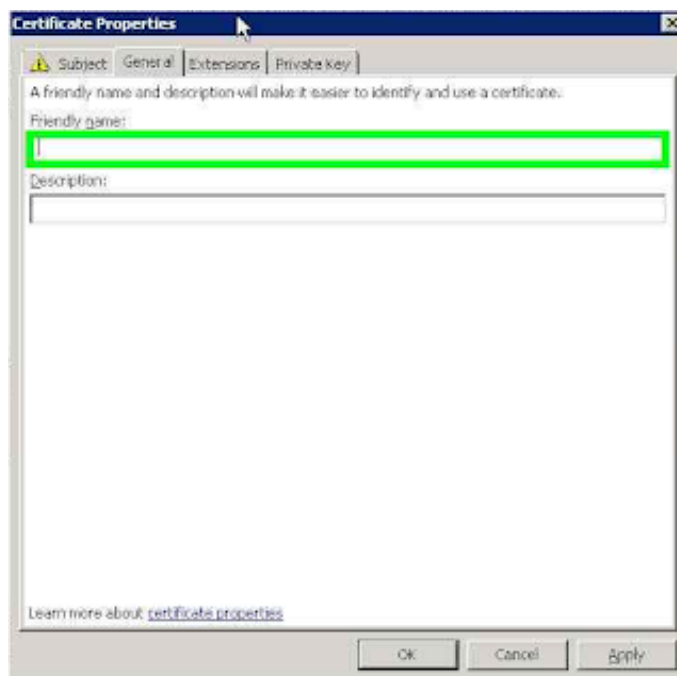 Certificate Properties
Subject General Extensions Private Key
A friendly name and description will make it easier to identify and use a certificate.
Friendly name:
Description:
Learn more about certificate properties
OK Cancel Apply